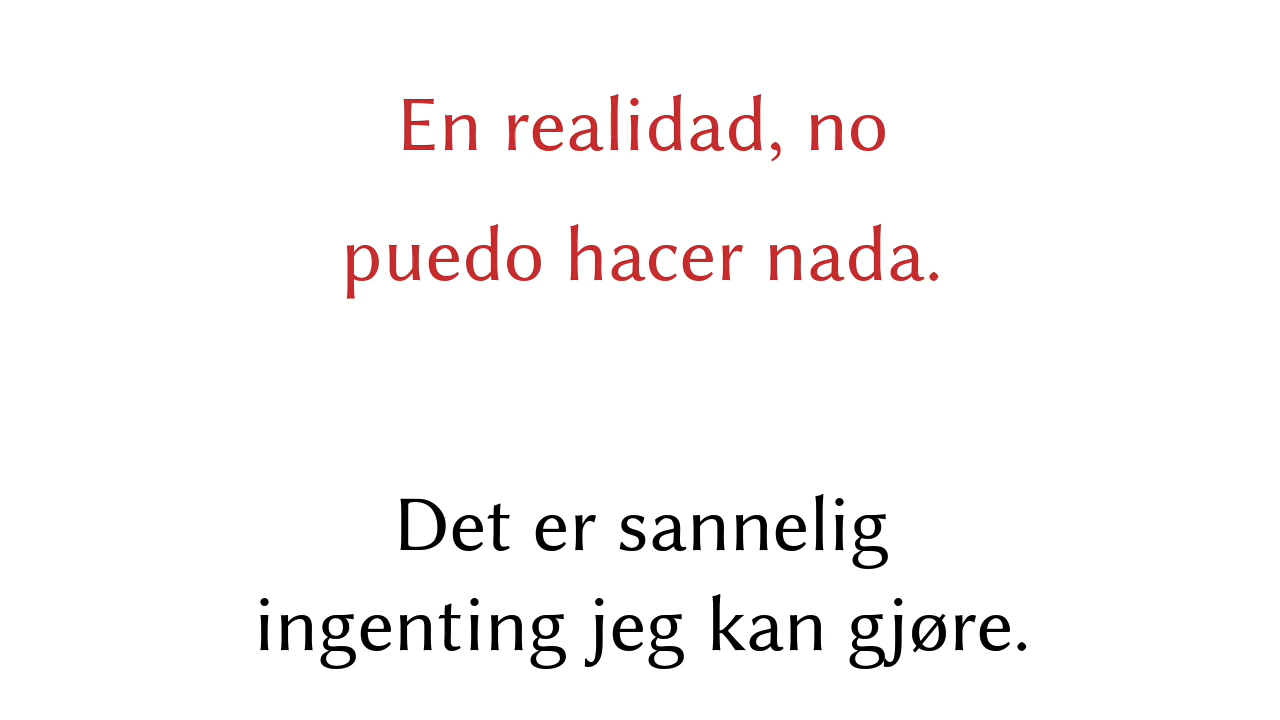 En realidad, no
puedo hacer nada.
Det er sannelig
ingenting jeg kan gjøre.